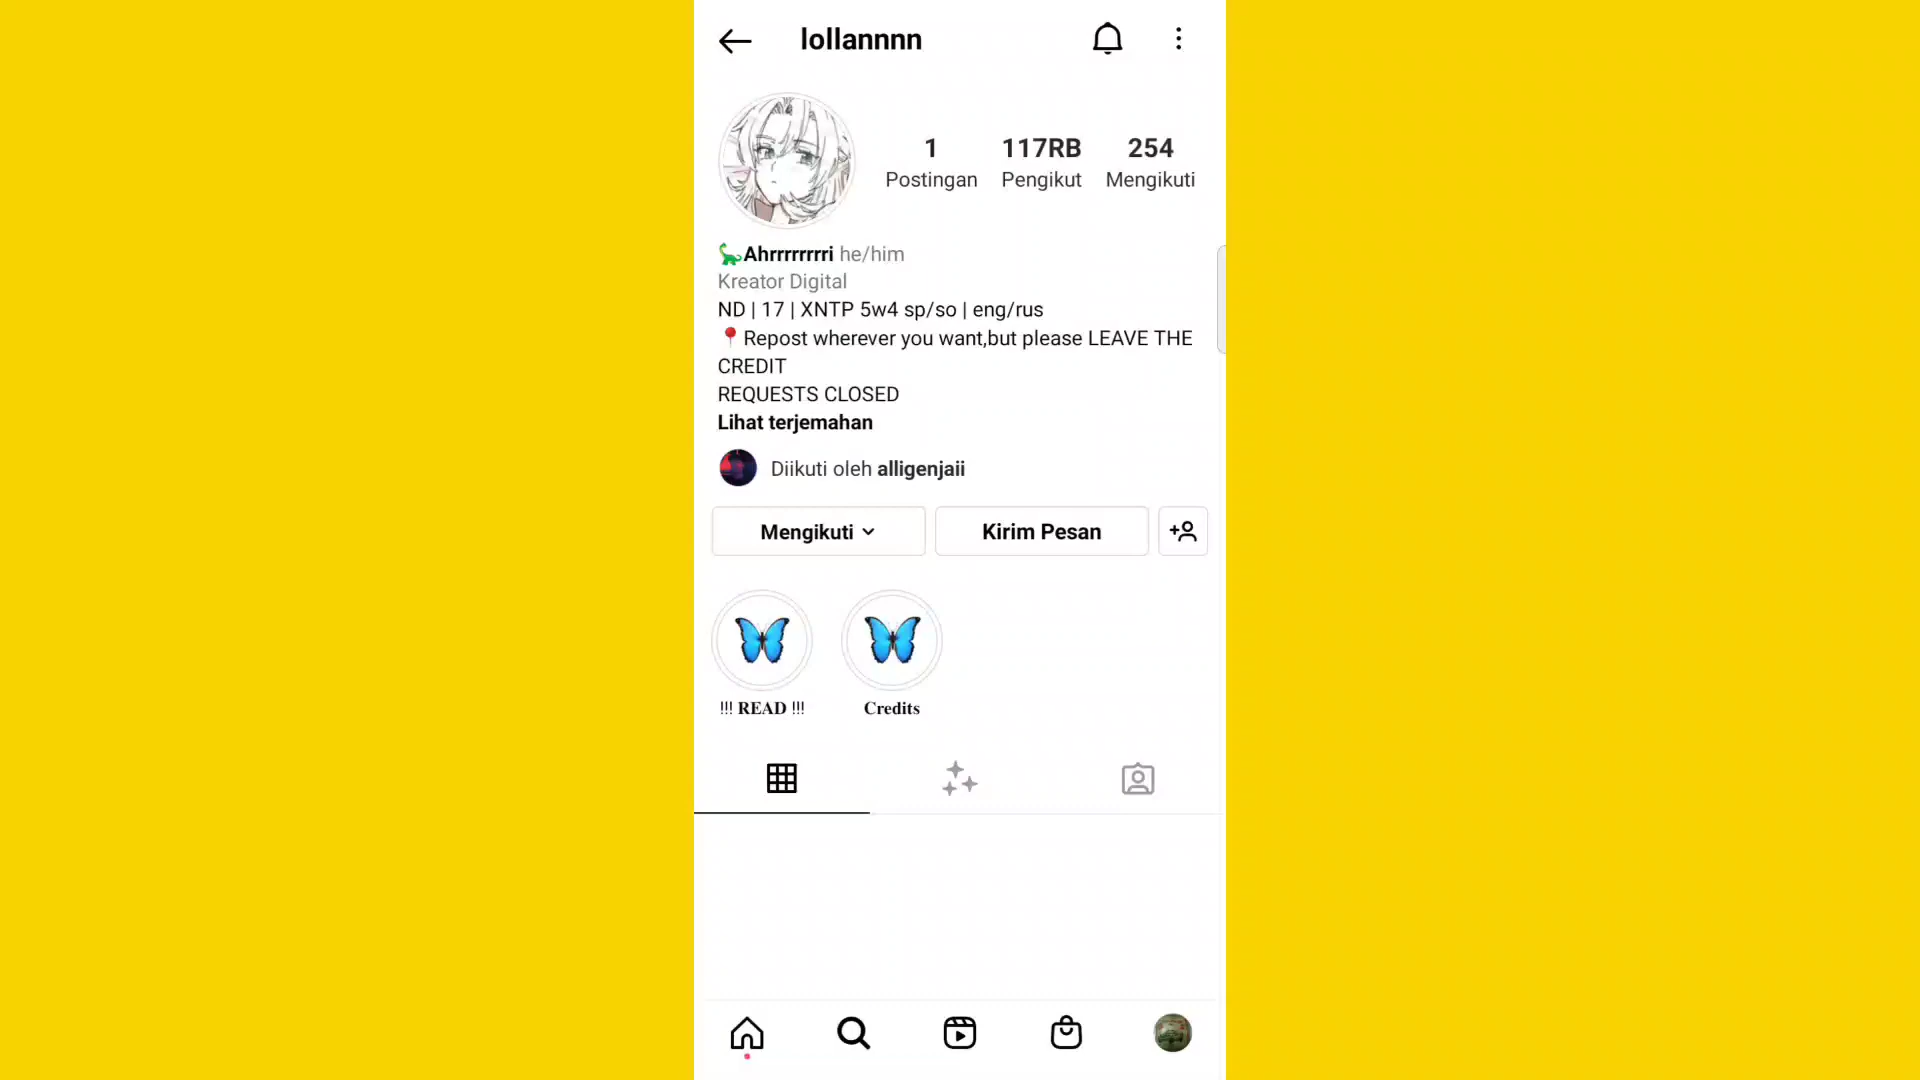 lollannnn
1 117RB 254
Postingan Pengikut Mengikuti
🦕Ahrrrrrrrri he/him
Kreator Digital
ND | 17 | XNTP 5w4 sp/so | eng/rus
📍Repost wherever you want,but please LEAVE THE
CREDIT
REQUESTS CLOSED
Lihat terjemahan
Diikuti oleh alligenjaii
Mengikuti Kirim Pesan
!!! READ !!! Credits